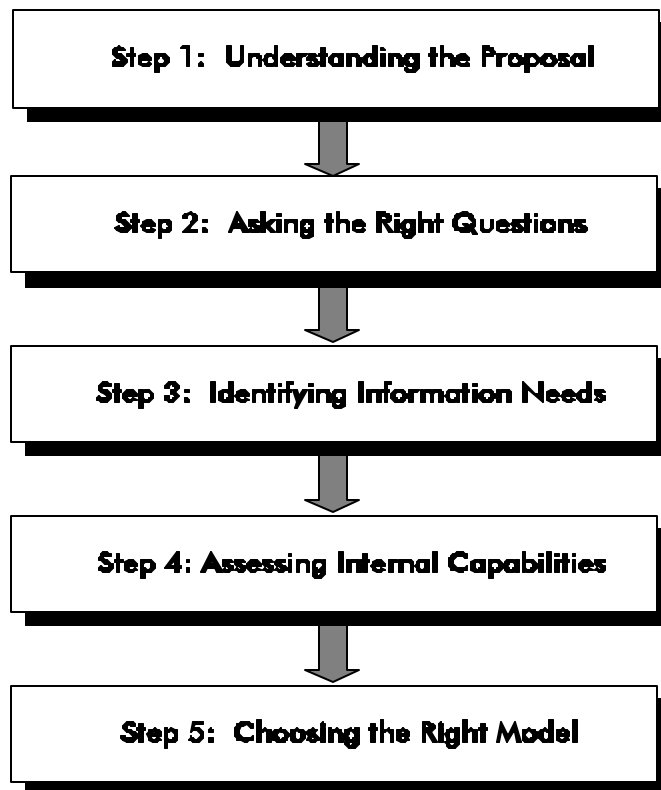 Step 1: Understanding the Proposal
Step 2: Asking the Right Questions
Step 3: Identifying Information Needs
Step 4: Assessing Internal Capabilities
Step 5: Choosing the Right Model